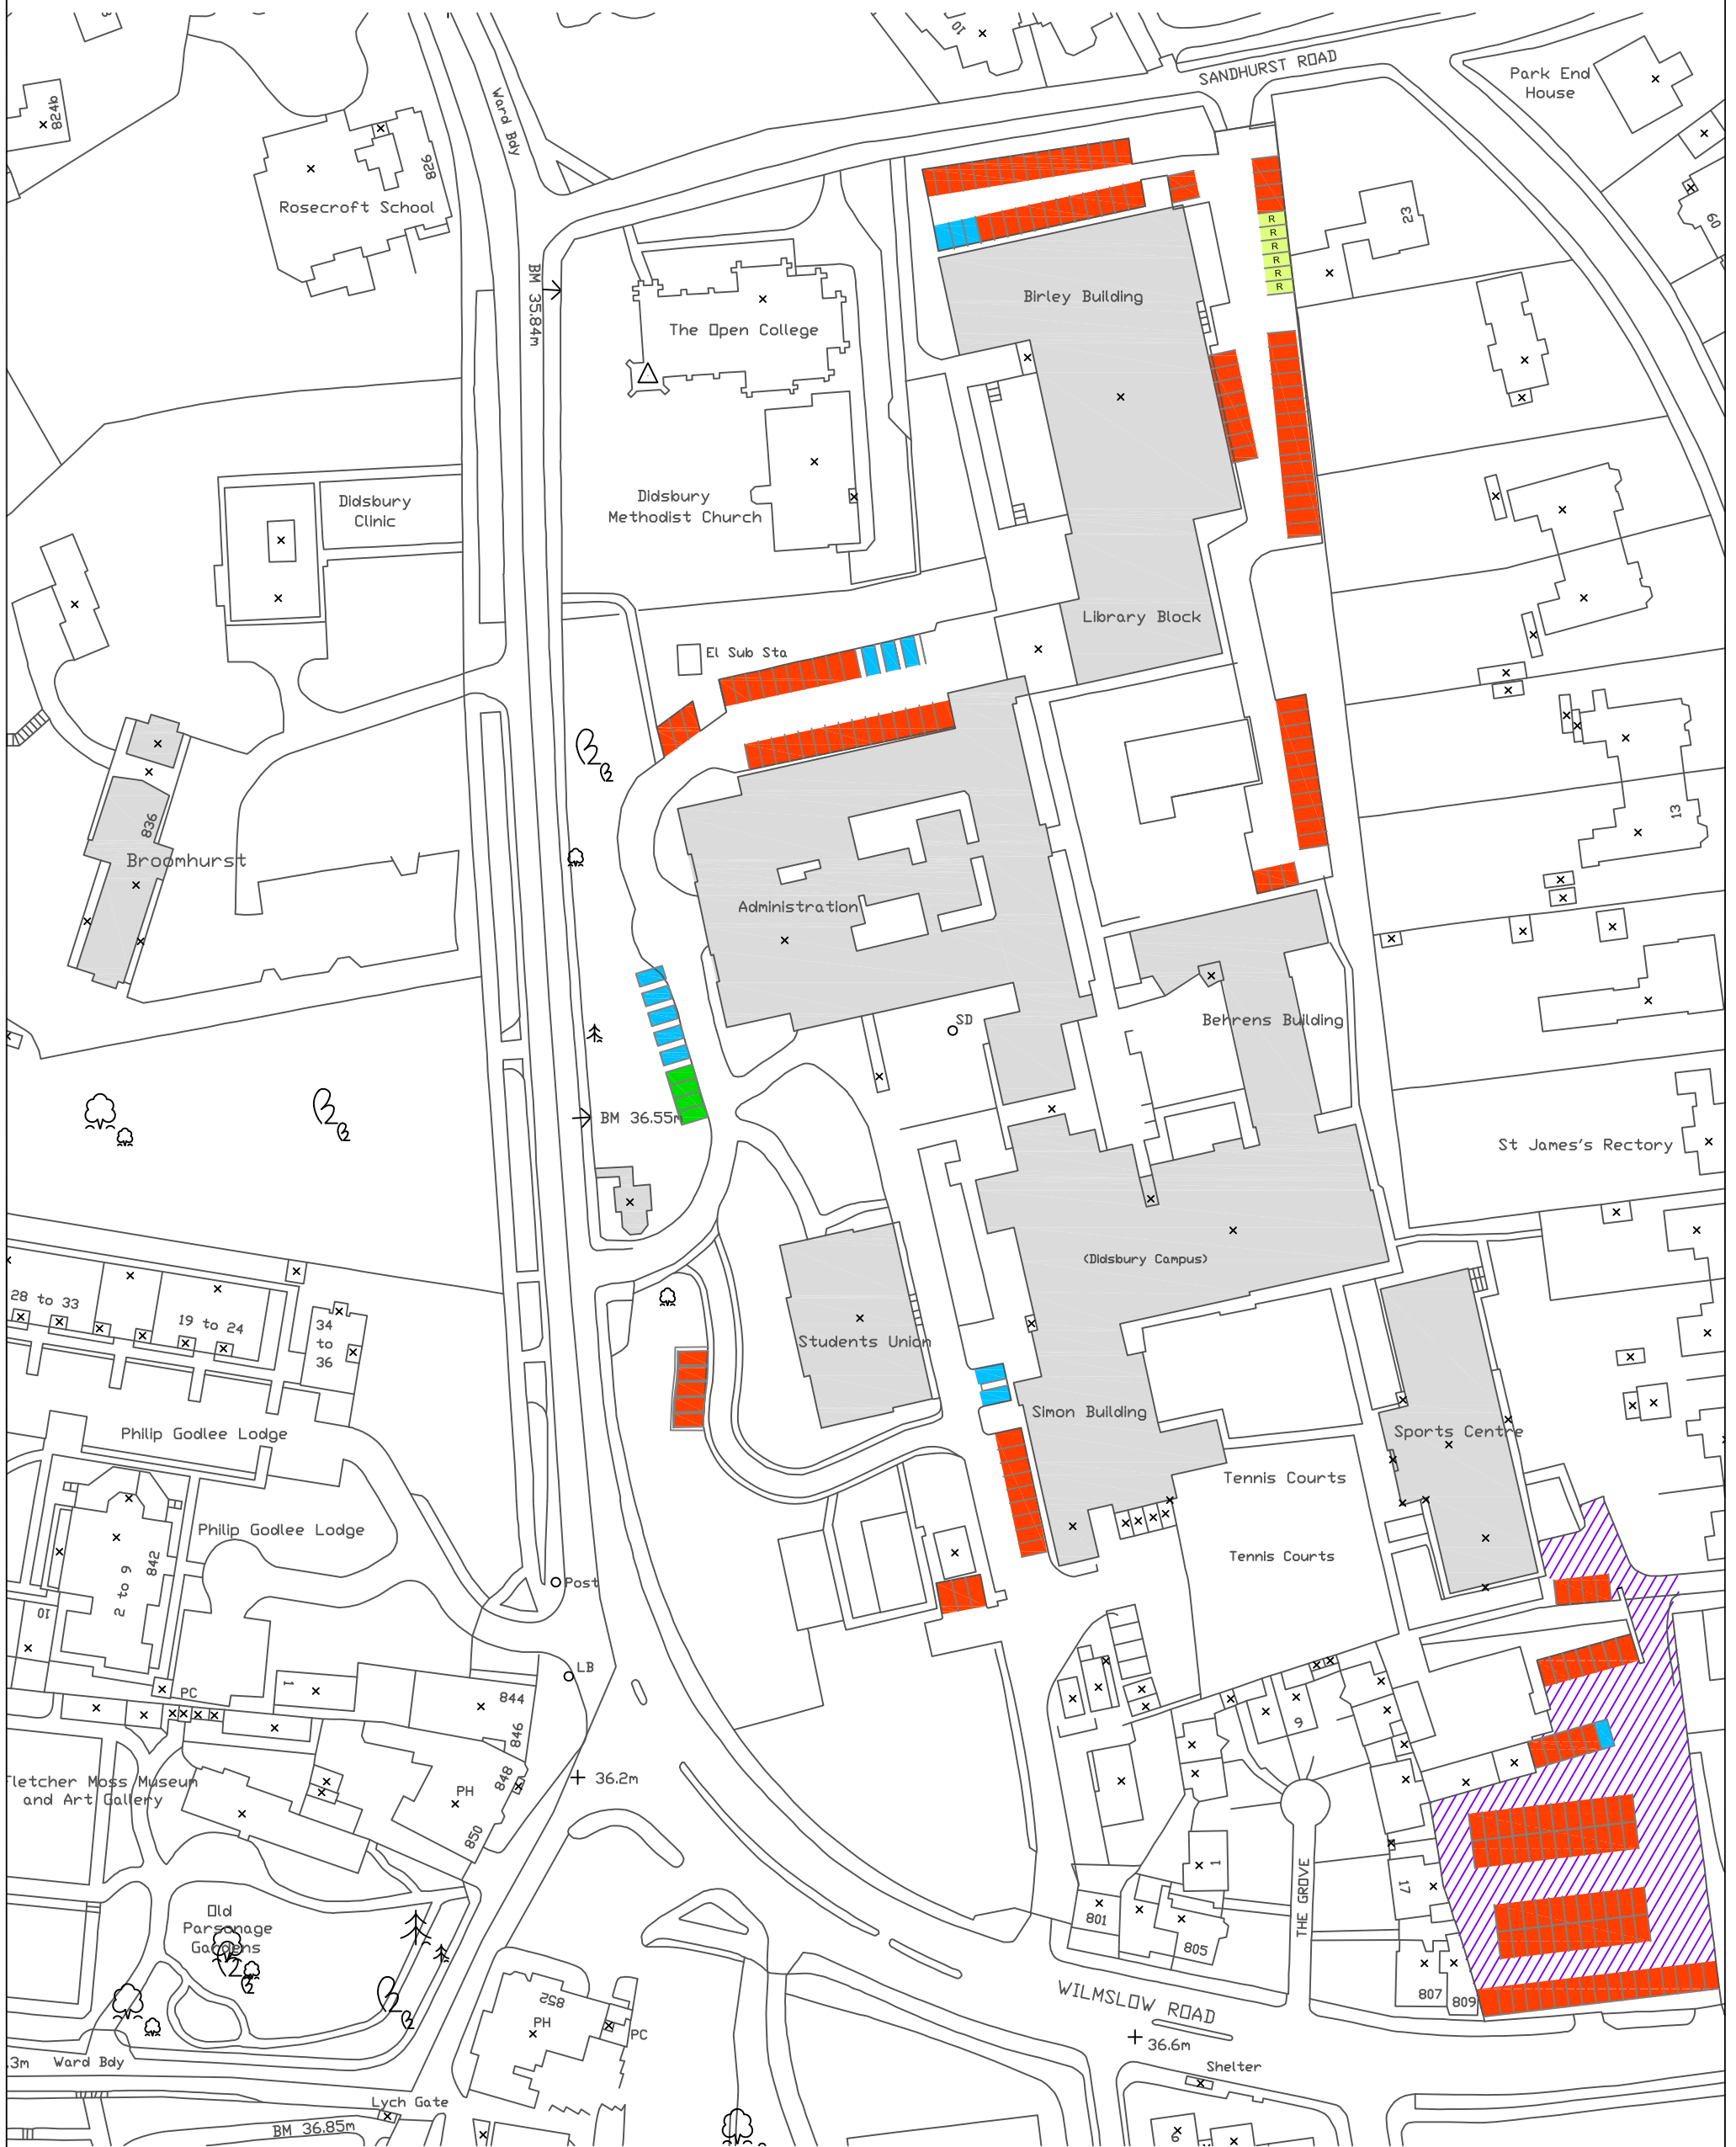 10
SANDHURST ROAD
Park End
House
824b
Ward Bdy
826
Rosecroft School
23
60
R
R
R
R
R
R
BM 35.84m
Birley Building
The Open College
Didsbury
Clinic
Didsbury
Methodist Church
Library Block
El Sub Sta
13
836
Broomhurst
Administration
SD
Behrens Building
BM 36.55m
St James's Rectory
(Didsbury Campus)
28 to 33
19 to 24
34
to
36
Students Union
Simon Building
Philip Godlee Lodge
Sports Centre
Tennis Courts
Philip Godlee Lodge
Tennis Courts
842
2 to 9
10
Post
LB
PC
1
844
846
9
848
36.2m
PH
850
Fletcher Moss Museum
and Art Gallery
1
17
THE GROVE
Old
Parsonage
Gardens
801
805
807
809
WILMSLOW ROAD
852
PH
PC
36.6m
.3m
Ward Bdy
Shelter
Lych Gate
BM 36.85m
6